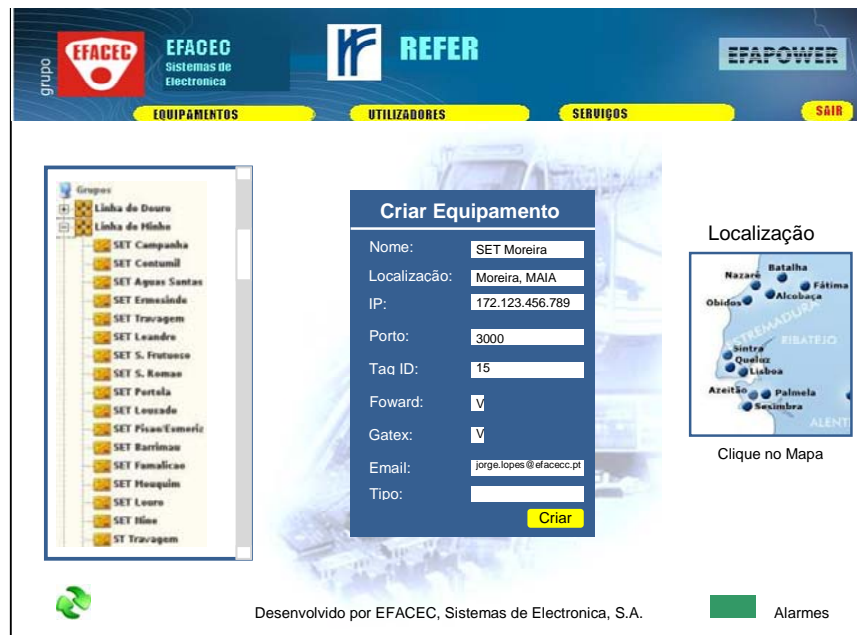 grupo
EFACEC
EFACEC
Sistemas de
Electronica
REFER
EFAPOWER
EQUIPAMENTOS
UTILIZADORES
SERVIÇOS
SAIR
Grupos
Linha do Douro
Linha do Minho
SET Campanha
SET Contumil
SET Aguas Santas
SET Ermesinde
SET Travagem
SET Leandro
SET S. Frutuoso
SET S. Romao
SET Portela
SET Lousado
SET Barrimau
SET Famalicao
SET Mouquim
SET Louro
SET Nine
ST Travagem
Criar Equipamento
Nome: SET Moreira
Localização: Moreira, MAIA
IP: 172.123.456.789
Porto: 3000
Tag ID: 15
Foward: V
Gatex: V
Email: jorge.lopes@efacecc.pt
Tipo:
Criar
Localização
Nazaré
Batalha
Fátima
Obidos
Alcobaça
ESTREMADURA
RIBATEJO
Sintra
Queluz
Lisboa
Azeitão
Palmela
Sesimbra
ALENT
Clique no Mapa
Desenvolvido por EFACEC, Sistemas de Electronica, S.A.
Alarmes